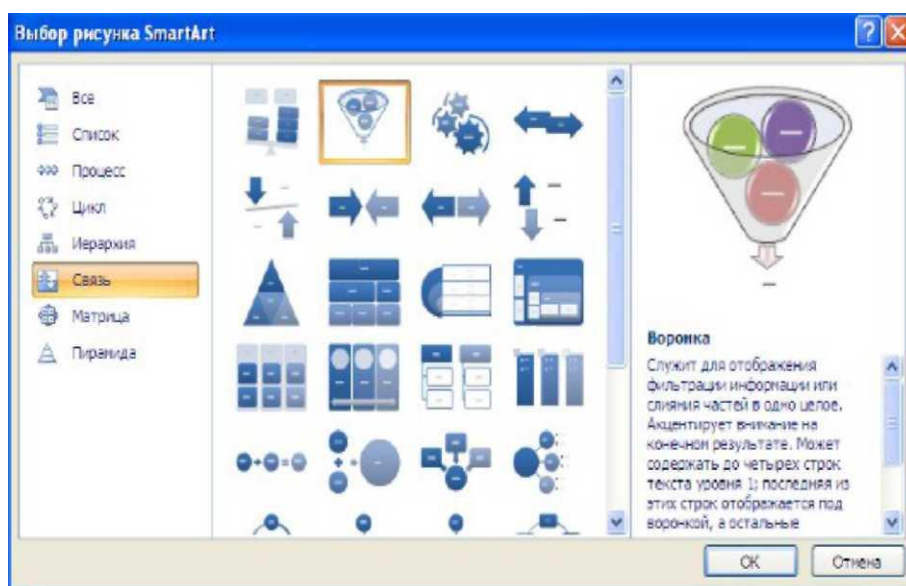 Выбор рисунка SmartArt
Все
Список
Процесс
Цикл
Иерархия
Связь
Матрица
Пирамида
Воронка
Служит для отображения
фильтрации информации или
слияния частей в одно целое.
Акцентирует внимание на
конечном результате. Может
содержать до четырех строк
текста уровня 1; последняя из
этих строк отображается под
воронкой, а остальные
ОК
Отмена